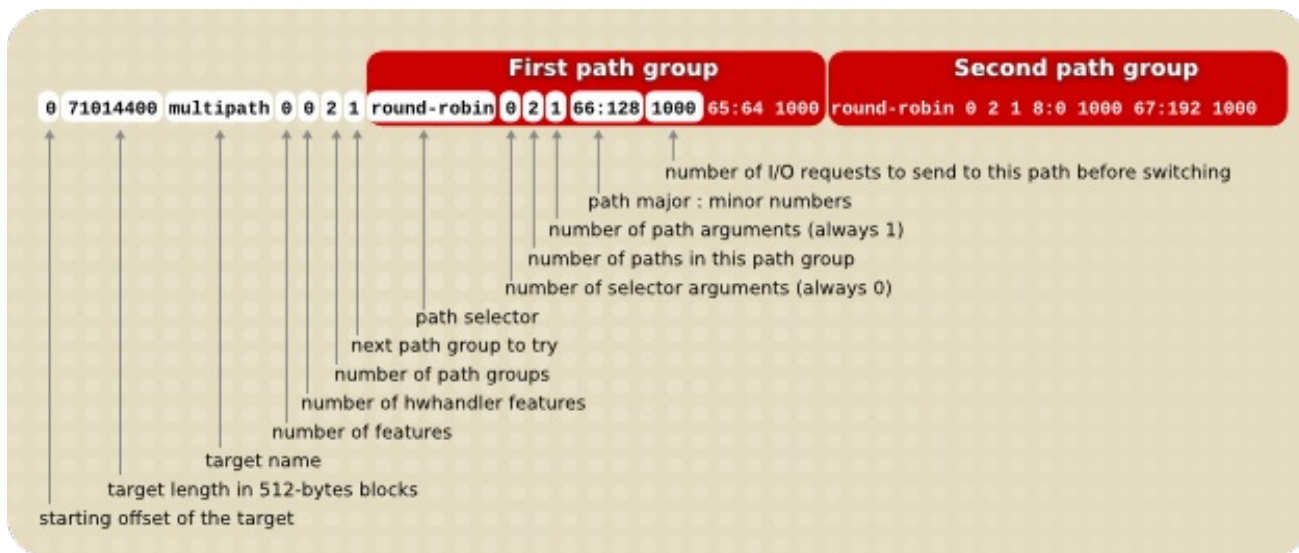 First path group
Second path group
0 71014400 multipath 0 0 2 1 round-robin 0 2 1 66:128 1000 65:64 1000 round-robin 0 2 1 8:0 1000 67:192 1000
number of I/O requests to send to this path before switching
path major : minor numbers
number of path arguments (always 1)
number of paths in this path group
number of selector arguments (always 0)
path selector
next path group to try
number of path groups
number of hwhandler features
number of features
target name
target length in 512-bytes blocks
starting offset of the target